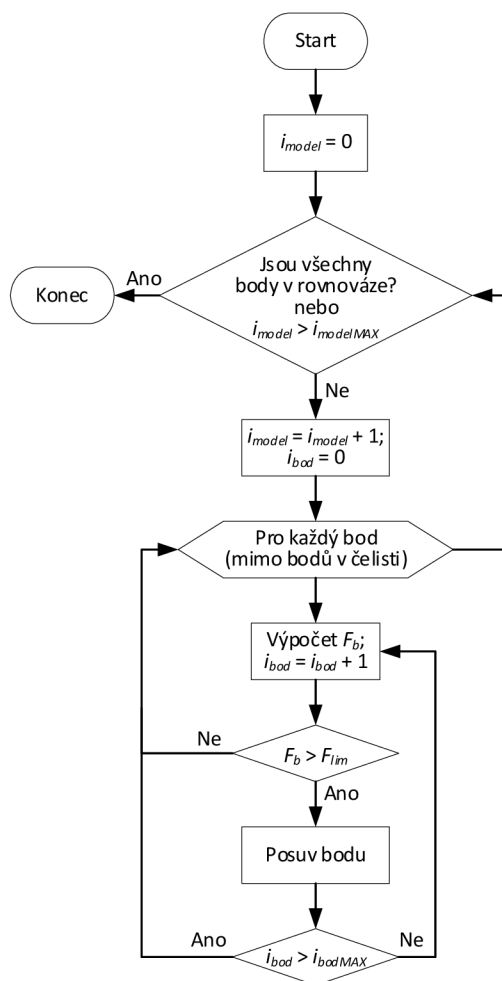 Start
i_model = 0
Jsou všechny
body v rovnováze?
nebo
i_model > i_modelMAX
Ano
Konec
Ne
i_model = i_model + 1;
i_bod = 0
Pro každý bod
(mimo bodů v čelisti)
Výpočet F_b;
i_bod = i_bod + 1
Ne
F_b > F_lim
Ano
Posuv bodu
Ano
i_bod > i_bodMAX
Ne